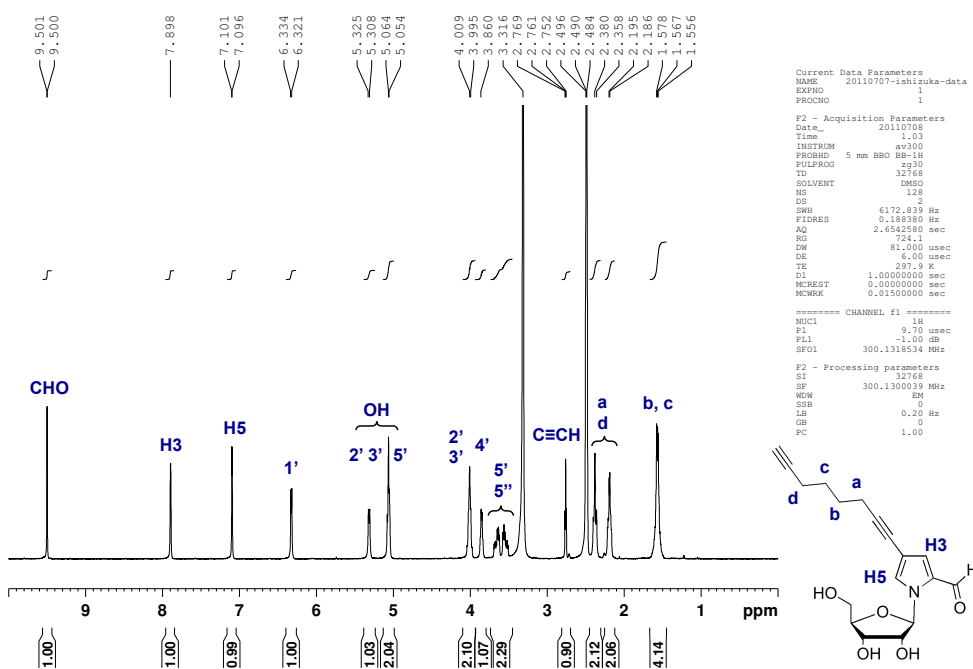 9.501
9.500
7.898
7.101
7.096
6.334
6.321
5.325
5.308
5.064
5.054
4.009
3.995
3.860
3.316
2.769
2.761
2.752
2.496
2.490
2.484
2.380
2.358
2.195
2.186
1.578
1.567
1.556
Current Data Parameters
NAME 20110707-ishizuka-data
EXPNO 1
PROCNO 1
F2 - Acquisition Parameters
Date_ 20110708
Time 1.03
INSTRUM av300
PROBHD 5 mm BBO BB-1H
PULPROG zg30
TD 32768
SOLVENT DMSO
NS 128
DS 2
SWH 6172.839 Hz
FIDRES 0.188380 Hz
AQ 2.6542580 sec
RG 724.1
DW 81.000 usec
DE 6.00 usec
TE 297.9 K
D1 1.00000000 sec
MCREST 0.00000000 sec
MCWRK 0.01500000 sec
======== CHANNEL f1 ========
NUC1 1H
P1 9.70 usec
PL1 -1.00 dB
SFO1 300.1318534 MHz
F2 - Processing parameters
SI 32768
SF 300.1300039 MHz
WDW EM
SSB 0
LB 0.20 Hz
GB 0
PC 1.00
CHO
H3
H5
1'
OH
2' 3' 5'
2' 4'
3'
5'
5''
C≡CH
a
d
b, c
c
a
d
b
H3
H5
N
H
O
HO
O
OH
OH
9 8 7 6 5 4 3 2 1 ppm
1.00
1.00
0.99
1.00
1.03
2.04
2.10
1.07
2.29
0.90
2.12
2.06
4.14